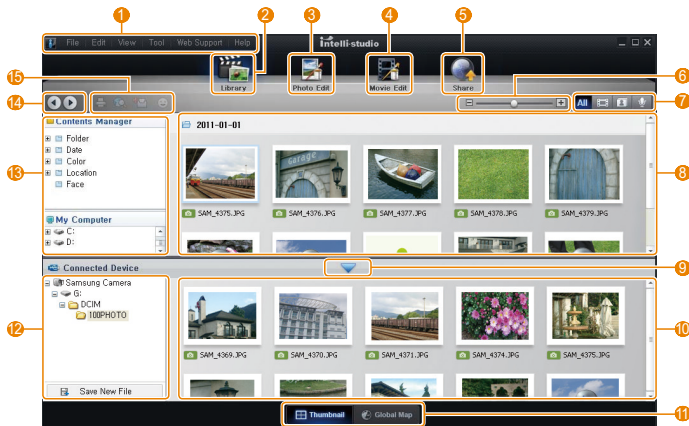 1 2 3 4 5
File Edit View Tool Web Support Help
intelli-studio
Library Photo Edit Movie Edit Share
15 6
14 7
All
Contents Manager
Folder
Date
Color
Location
Face
13
My Computer
C:
D:
2011-01-01
Garage
8
SAM_4375.JPG SAM_4376.JPG SAM_4377.JPG SAM_4378.JPG SAM_4379.JPG
Connected Device
9
Samsung Camera
G:
DCIM
100PHOTO
12
Save New File
10
SAM_4369.JPG SAM_4370.JPG SAM_4371.JPG SAM_4374.JPG SAM_4375.JPG
Thumbnail Global Map
11